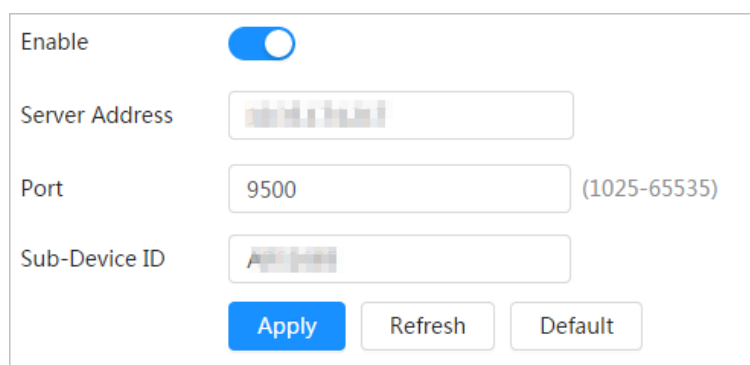 Enable
Server Address
Port 9500 (1025-65535)
Sub-Device ID
Apply Refresh Default